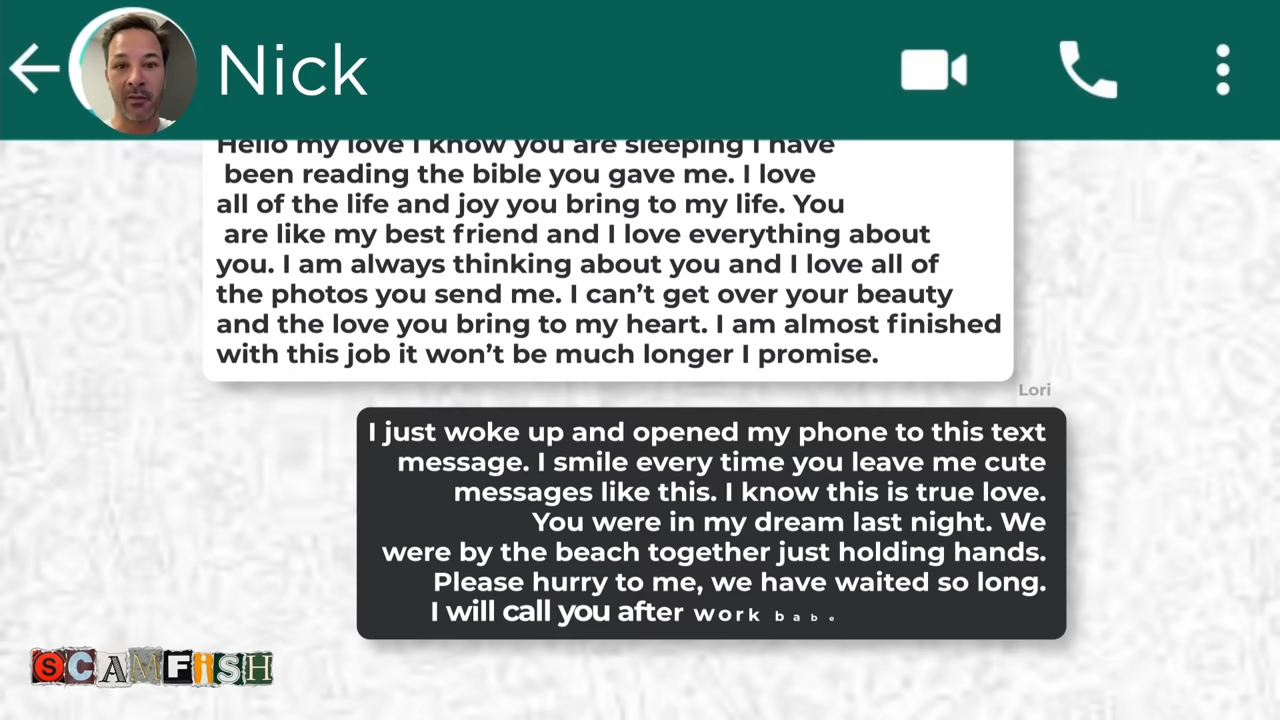 Nick
Hello my love I know you are sleeping I have
been reading the bible you gave me. I love
all of the life and joy you bring to my life. You
are like my best friend and I love everything about
you. I am always thinking about you and I love all of
the photos you send me. I can’t get over your beauty
and the love you bring to my heart. I am almost finished
with this job it won’t be much longer I promise.
Lori
I just woke up and opened my phone to this text
message. I smile every time you leave me cute
messages like this. I know this is true love.
You were in my dream last night. We
were by the beach together just holding hands.
Please hurry to me, we have waited so long.
I will call you after work babe
SCAMFiSH